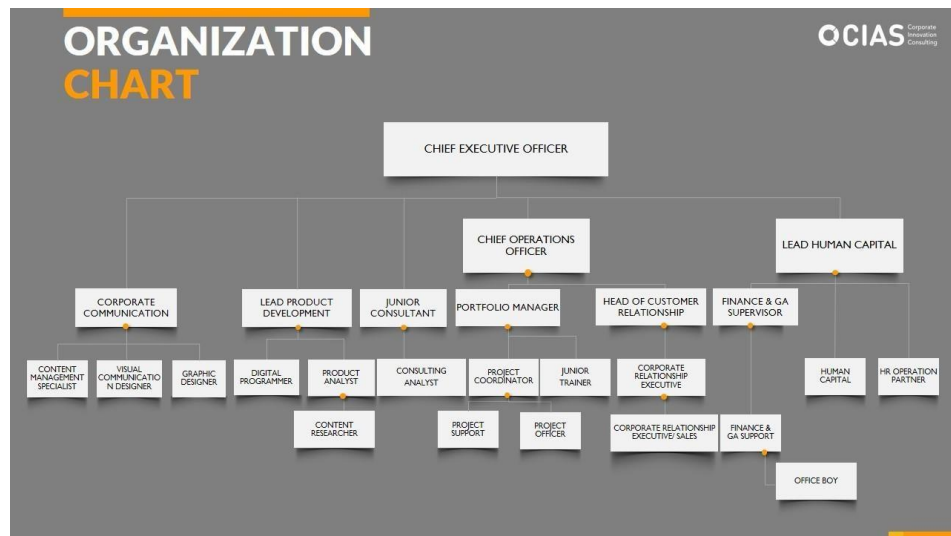 ORGANIZATION
CHART
OCIAS Corporate
Innovation
Consulting
CHIEF EXECUTIVE OFFICER
CHIEF OPERATIONS
OFFICER
LEAD HUMAN CAPITAL
CORPORATE
COMMUNICATION
LEAD PRODUCT
DEVELOPMENT
JUNIOR
CONSULTANT
PORTFOLIO MANAGER
HEAD OF CUSTOMER
RELATIONSHIP
FINANCE & GA
SUPERVISOR
CONTENT
MANAGEMENT
SPECIALIST
VISUAL
COMMUNICATIO
N DESIGNER
GRAPHIC
DESIGNER
DIGITAL
PROGRAMMER
PRODUCT
ANALYST
CONSULTING
ANALYST
PROJECT
COORDINATOR
JUNIOR
TRAINER
CORPORATE
RELATIONSHIP
EXECUTIVE
HUMAN
CAPITAL
HR OPERATION
PARTNER
CONTENT
RESEARCHER
PROJECT
SUPPORT
PROJECT
OFFICER
CORPORATE RELATIONSHIP
EXECUTIVE/ SALES
FINANCE &
GA SUPPORT
OFFICE BOY